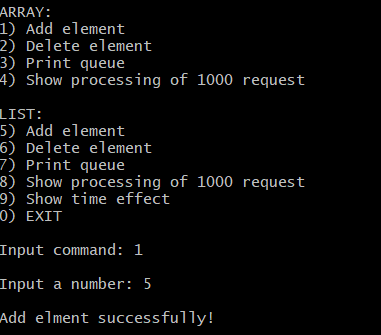 ARRAY:
1) Add element
2) Delete element
3) Print queue
4) Show processing of 1000 request
LIST:
5) Add element
6) Delete element
7) Print queue
8) Show processing of 1000 request
9) Show time effect
0) EXIT
Input command: 1
Input a number: 5
Add elment successfully!